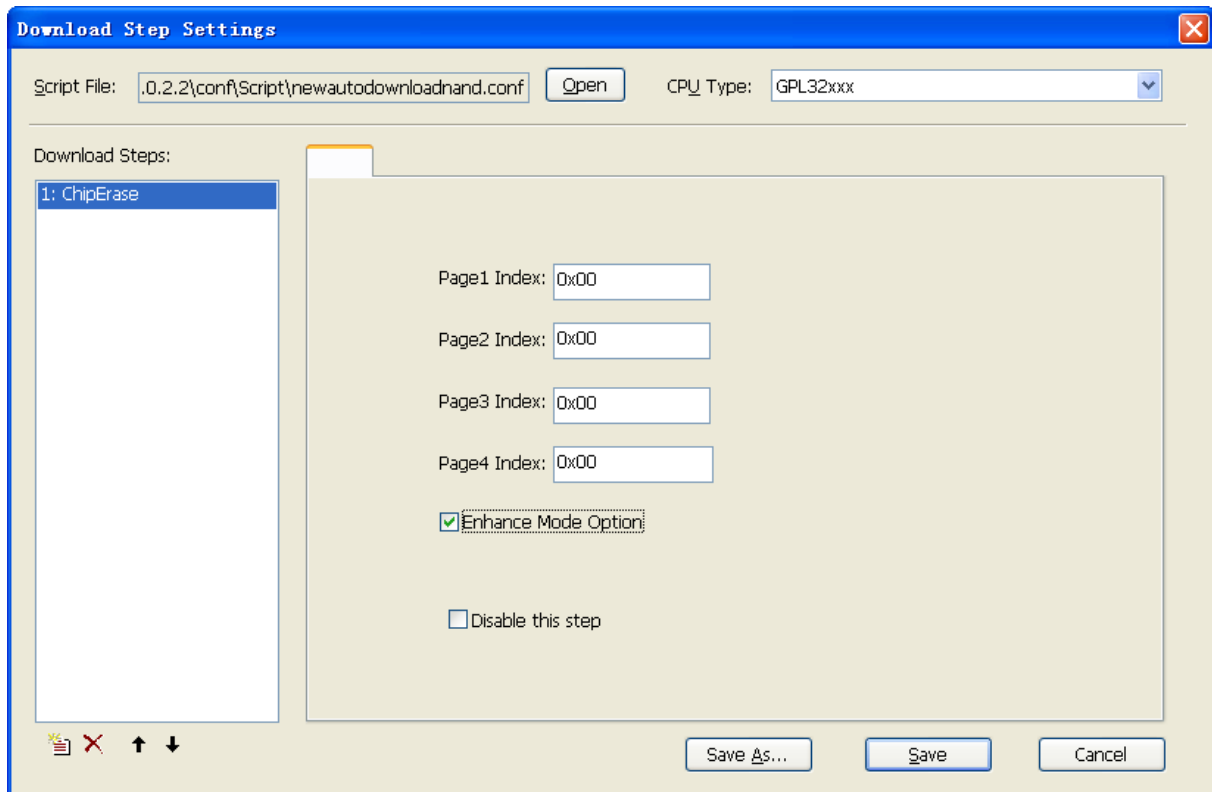 Download Step Settings
Script File: .0.2.2\conf\Script\newautodownloadnand.conf Open CPU Type: GPL32xxx
Download Steps:
1: ChipErase
Page1 Index: 0x00
Page2 Index: 0x00
Page3 Index: 0x00
Page4 Index: 0x00
Enhance Mode Option
Disable this step
Save As... Save Cancel